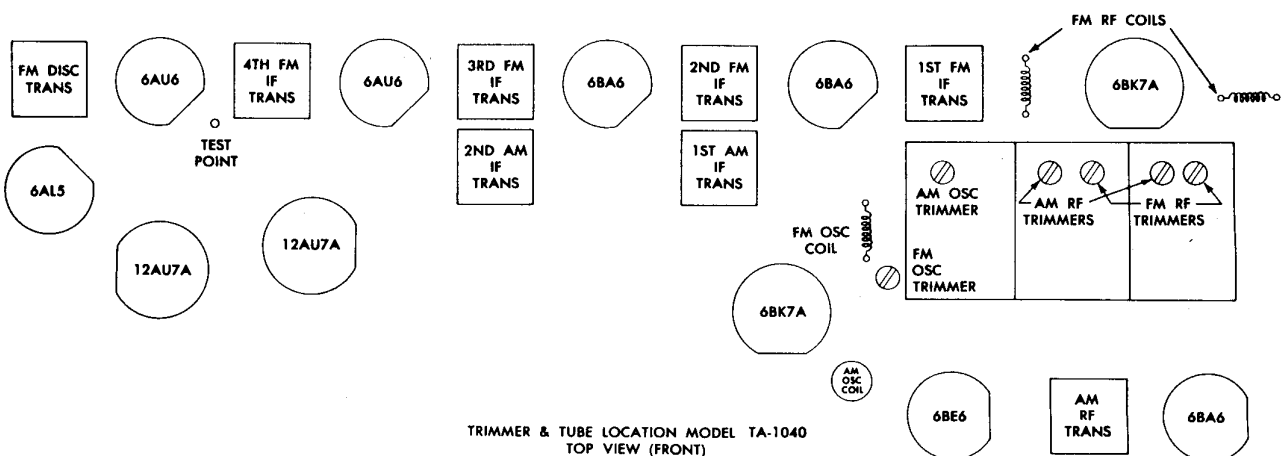 FM RF COILS
FM DISC
TRANS
6AU6
4TH FM
IF
TRANS
6AU6
3RD FM
IF
TRANS
6BA6
2ND FM
IF
TRANS
6BA6
1ST FM
IF
TRANS
6BK7A
TEST
POINT
2ND AM
IF
TRANS
1ST AM
IF
TRANS
6AL5
AM OSC
TRIMMER
AM RF
TRIMMERS
FM RF
TRIMMERS
12AU7A
12AU7A
FM OSC
COIL
FM
OSC
TRIMMER
6BK7A
AM
OSC
COIL
6BE6
AM
RF
TRANS
6BA6
TRIMMER & TUBE LOCATION MODEL TA-1040
TOP VIEW (FRONT)